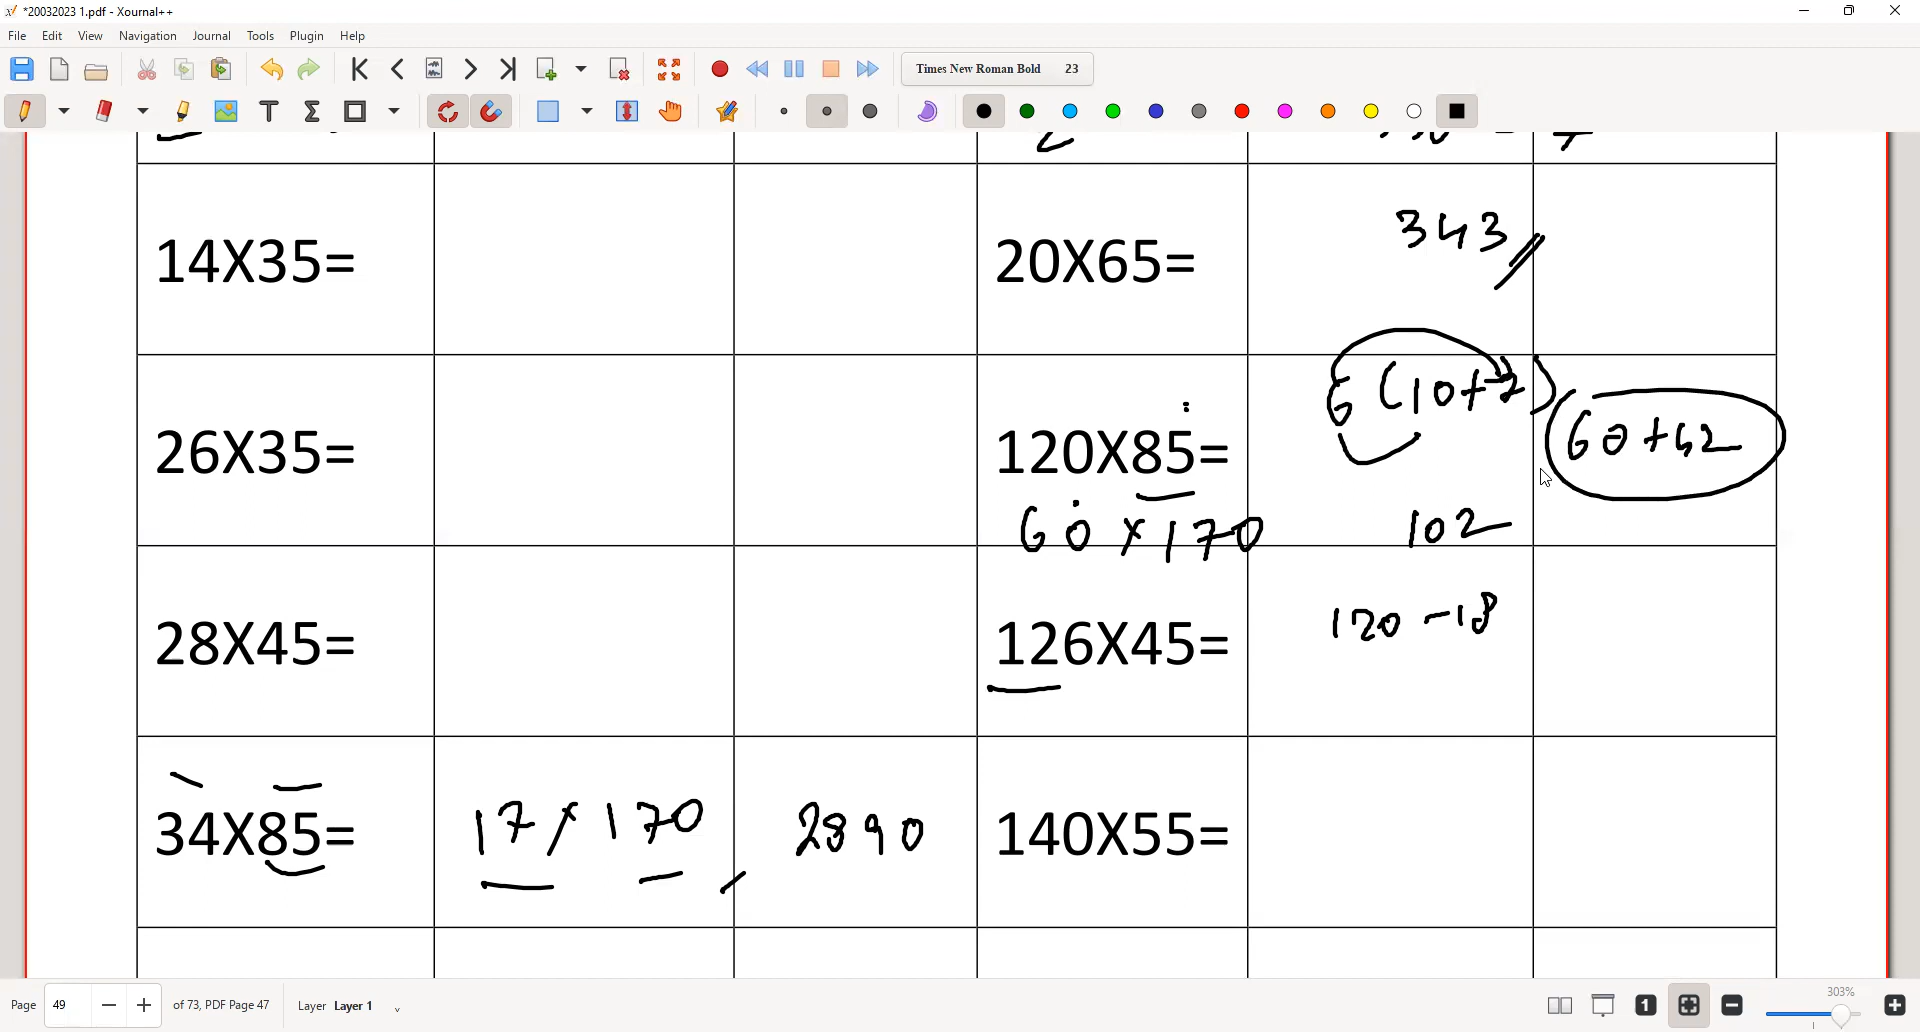 *20032023 1.pdf - Xournal++
File Edit View Navigation Journal Tools Plugin Help
Times New Roman Bold 23
14X35=
20X65=
343
6(10+7)
26X35=
120X85=
60+42
60x170
102
28X45=
126X45=
120-18
34X85=
17x170
2890
140X55=
Page 49 of 73, PDF Page 47 Layer Layer 1
303%